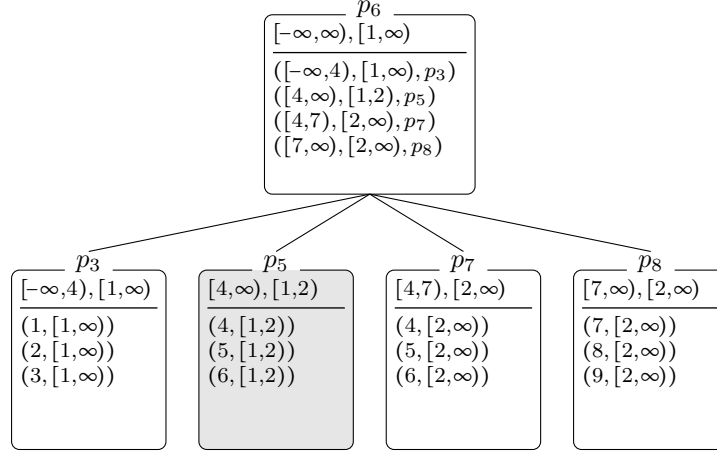 p₆
[-∞,∞),[1,∞)
([-∞,4),[1,∞),p₃)
([4,∞),[1,2),p₅)
([4,7),[2,∞),p₇)
([7,∞),[2,∞),p₈)
p₃
[-∞,4),[1,∞)
(1,[1,∞))
(2,[1,∞))
(3,[1,∞))
p₅
[4,∞),[1,2)
(4,[1,2))
(5,[1,2))
(6,[1,2))
p₇
[4,7),[2,∞)
(4,[2,∞))
(5,[2,∞))
(6,[2,∞))
p₈
[7,∞),[2,∞)
(7,[2,∞))
(8,[2,∞))
(9,[2,∞))